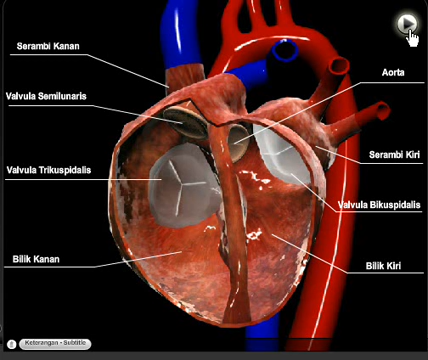 Serambi Kanan
Valvula Semilunaris
Aorta
Serambi Kiri
Valvula Trikuspidalis
Valvula Bikuspidalis
Bilik Kanan
Bilik Kiri
Keterangan - Subtitle